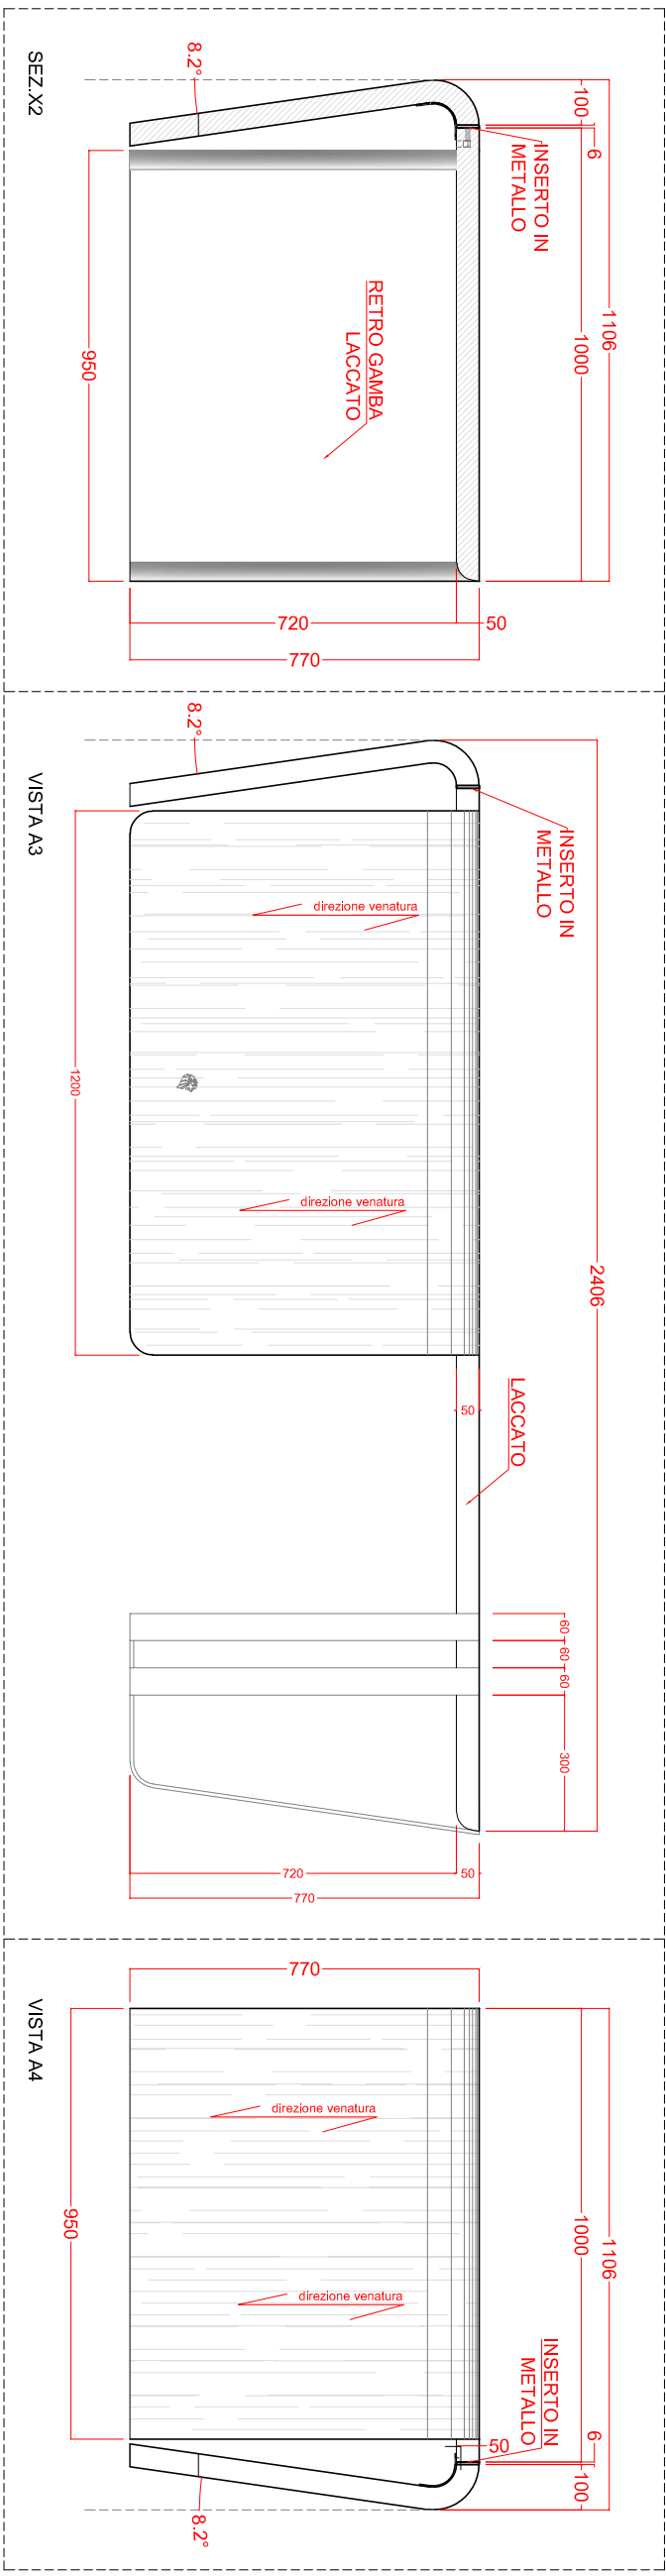 SEZ.X2
8.2°
100
6
1106
1000
INSERTO IN
METALLO
RETRO GAMBA
LACCATO
950
720
50
770
VISTA A3
8.2°
2406
INSERTO IN
METALLO
direzione venatura
1200
direzione venatura
LACCATO
50
60
60
60
300
720
50
770
VISTA A4
770
1106
1000
direzione venatura
950
direzione venatura
INSERTO IN
METALLO
6
50
100
8.2°